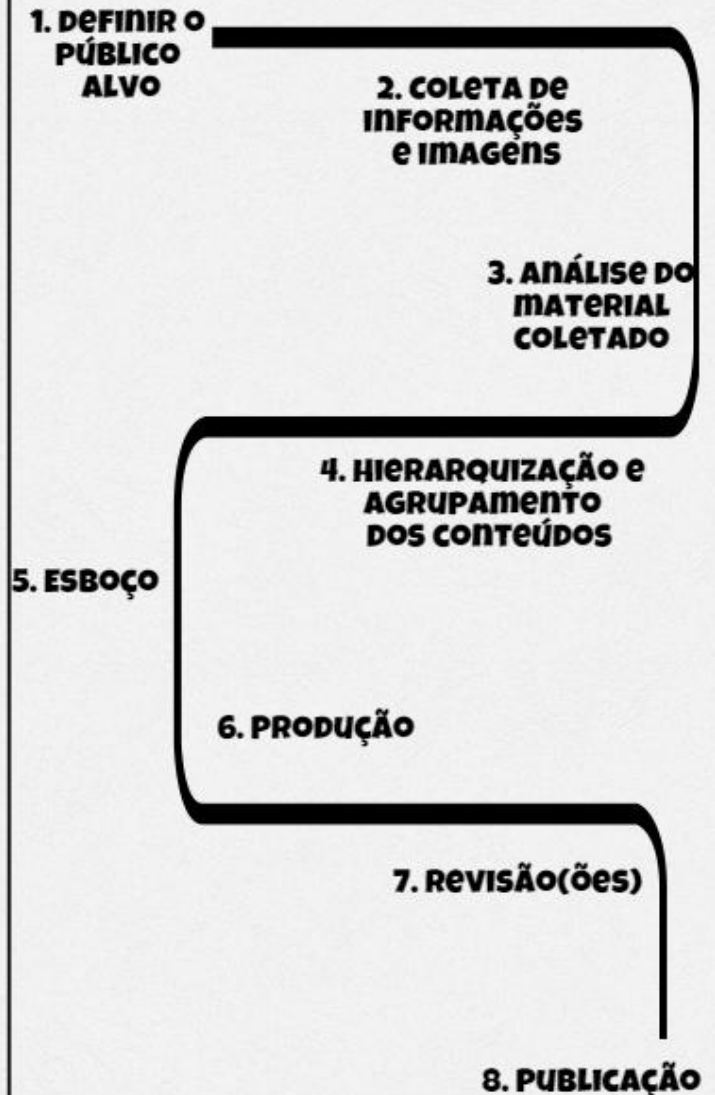 1. DEFINIR O
PÚBLICO
ALVO
2. COLETA DE
INFORMAÇÕES
E IMAGENS
3. ANÁLISE DO
MATERIAL
COLETADO
4. HIERARQUIZAÇÃO E
AGRUPAMENTO
DOS CONTEÚDOS
5. ESBOÇO
6. PRODUÇÃO
7. REVISÃO(ÕES)
8. PUBLICAÇÃO